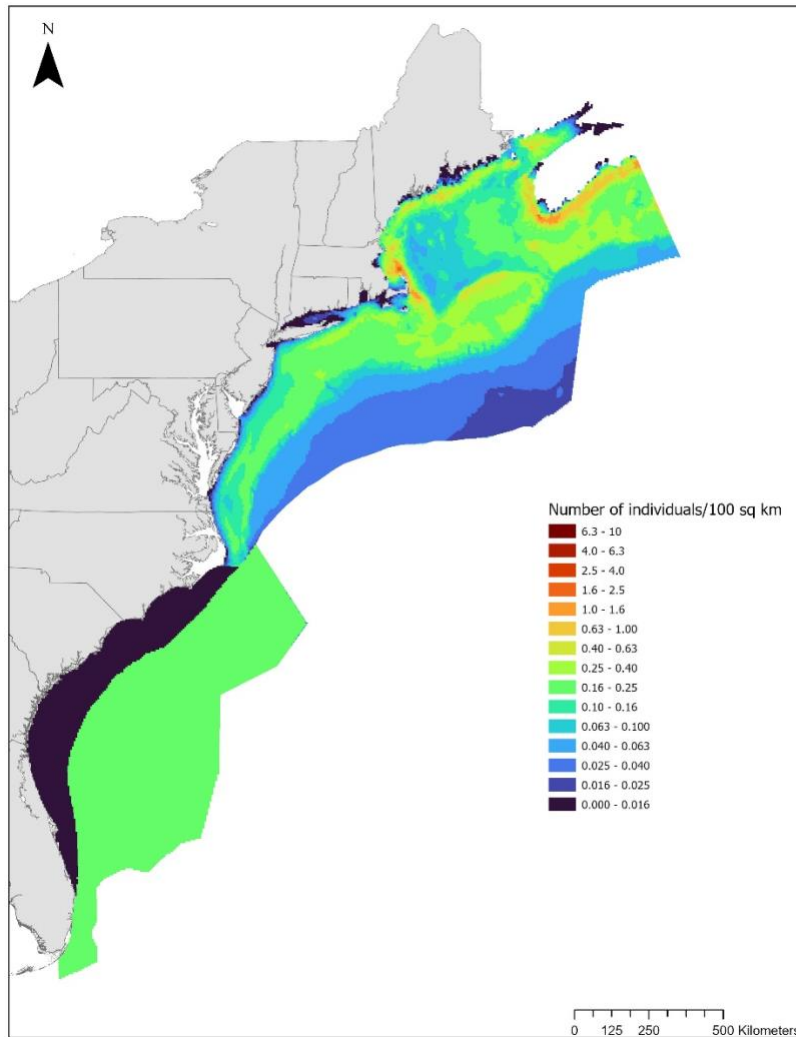 N
Number of individuals/100 sq km
6.3 - 10
4.0 - 6.3
2.5 - 4.0
1.6 - 2.5
1.0 - 1.6
0.63 - 1.00
0.40 - 0.63
0.25 - 0.40
0.16 - 0.25
0.10 - 0.16
0.063 - 0.100
0.040 - 0.063
0.025 - 0.040
0.016 - 0.025
0.000 - 0.016
0 125 250 500 Kilometers